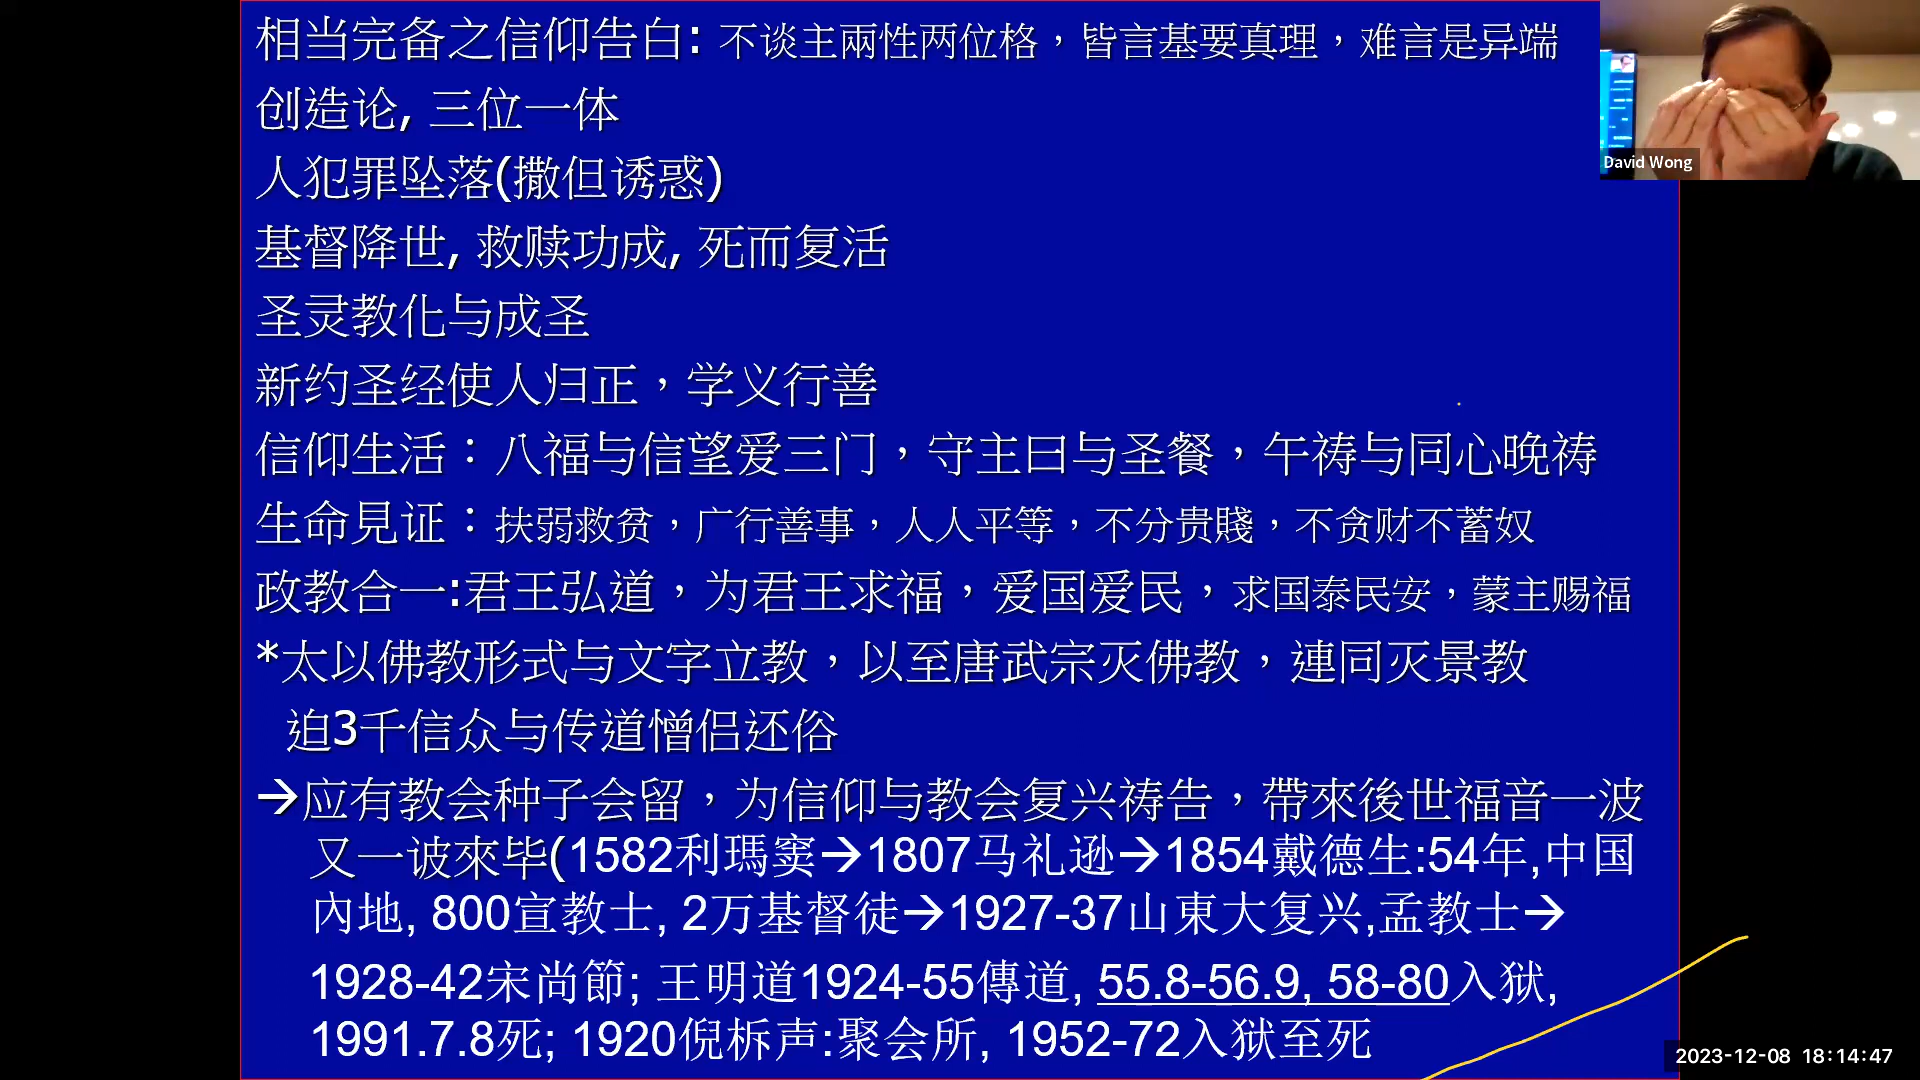 相当完备之信仰告白: 不谈主兩性两位格，皆言基要真理，难言是异端
创造论, 三位一体
人犯罪坠落(撒但诱惑)
基督降世, 救赎功成, 死而复活
圣灵教化与成圣
新约圣经使人归正，学义行善
信仰生活：八福与信望爱三门，守主曰与圣餐，午祷与同心晚祷
生命見证：扶弱救贫，广行善事，人人平等，不分贵賤，不贪财不蓄奴
政教合一:君王弘道，为君王求福，爱国爱民，求国泰民安，蒙主赐福
*太以佛教形式与文字立教，以至唐武宗灭佛教，連同灭景教
迫3千信众与传道憎侣还俗
→应有教会种子会留，为信仰与教会复兴祷告，帶來後世福音一波
又一诐來毕(1582利瑪窦→1807马礼逊→1854戴德生:54年,中国
內地, 800宣教士, 2万基督徒→1927-37山東大复兴,孟教士→
1928-42宋尚節; 王明道1924-55傳道, 55.8-56.9, 58-80入狱,
1991.7.8死; 1920倪柝声:聚会所, 1952-72入狱至死
David Wong
2023-12-08 18:14:47